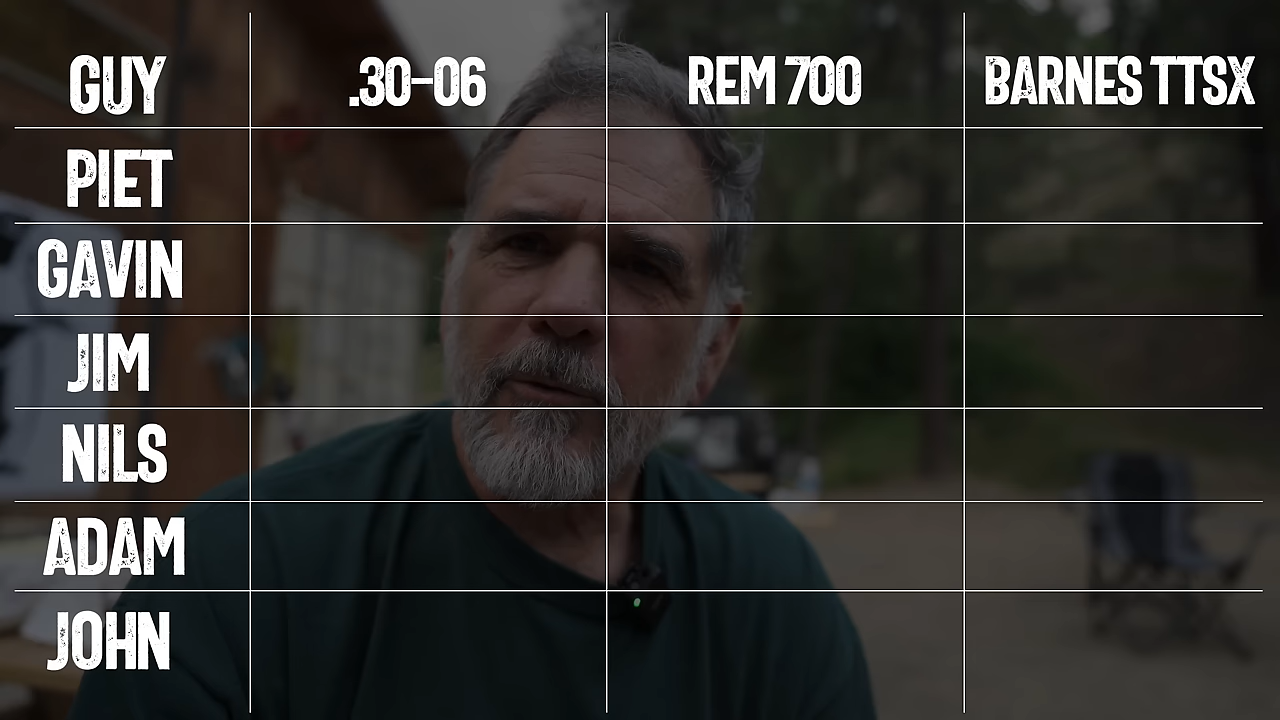 GUY .30-06 REM 700 BARNES TTSX
PIET
GAVIN
JIM
NILS
ADAM
JOHN